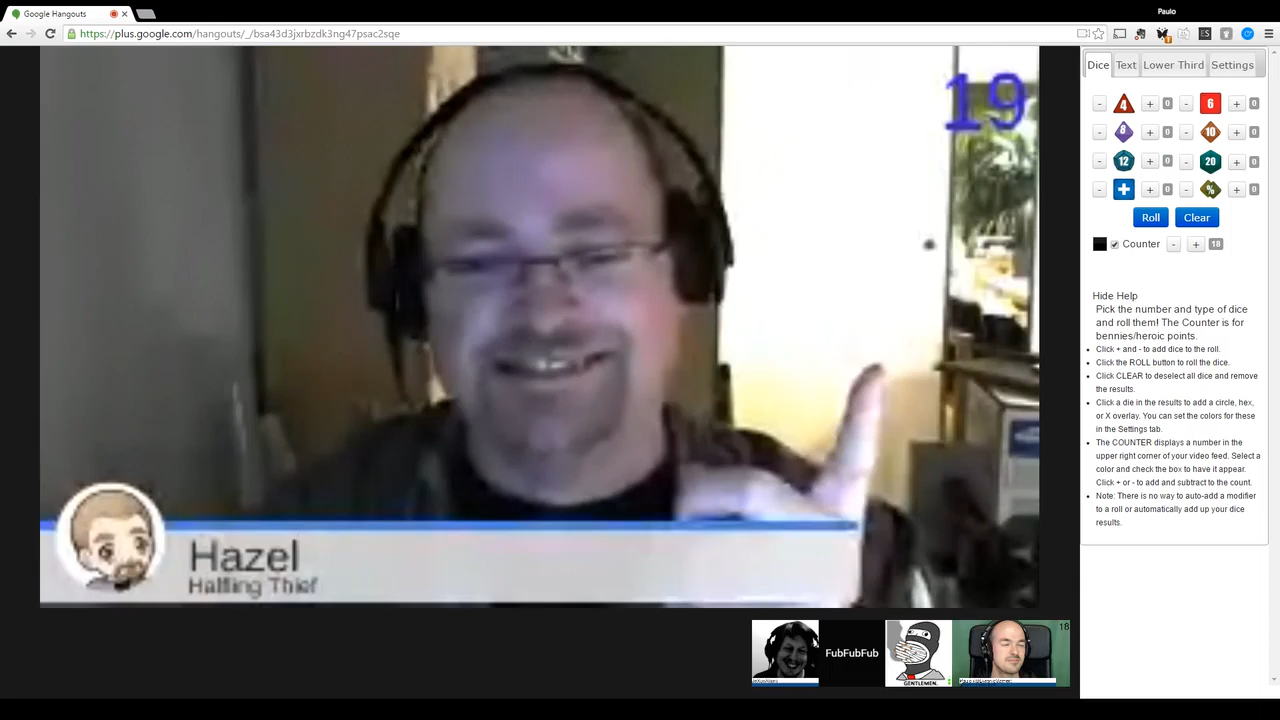 Paulo
Google Hangouts
https://plus.google.com/hangouts/_/bsa43d3jxrbzdk3ng47psac2sqe
19
Dice Text Lower Third Settings
- 4 + 0 - 6 + 0
- 8 + 0 - 10 + 0
- 12 + 0 - 20 + 0
- + + 0 - % + 0
Roll Clear
Counter - + 18
Hide Help
Pick the number and type of dice
and roll them! The Counter is for
bennies/heroic points.
Click + and - to add dice to the roll.
Click the ROLL button to roll the dice.
Click CLEAR to deselect all dice and remove
the results.
Click a die in the results to add a circle, hex,
or X overlay. You can set the colors for these
in the Settings tab.
The COUNTER displays a number in the
upper right corner of your video feed. Select a
color and check the box to have it appear.
Click + or - to add and subtract to the count.
Note: There is no way to auto-add a modifier
to a roll or automatically add up your dice
results.
Hazel
Halfling Thief
FubFubFub
GENTLEMEN.
18